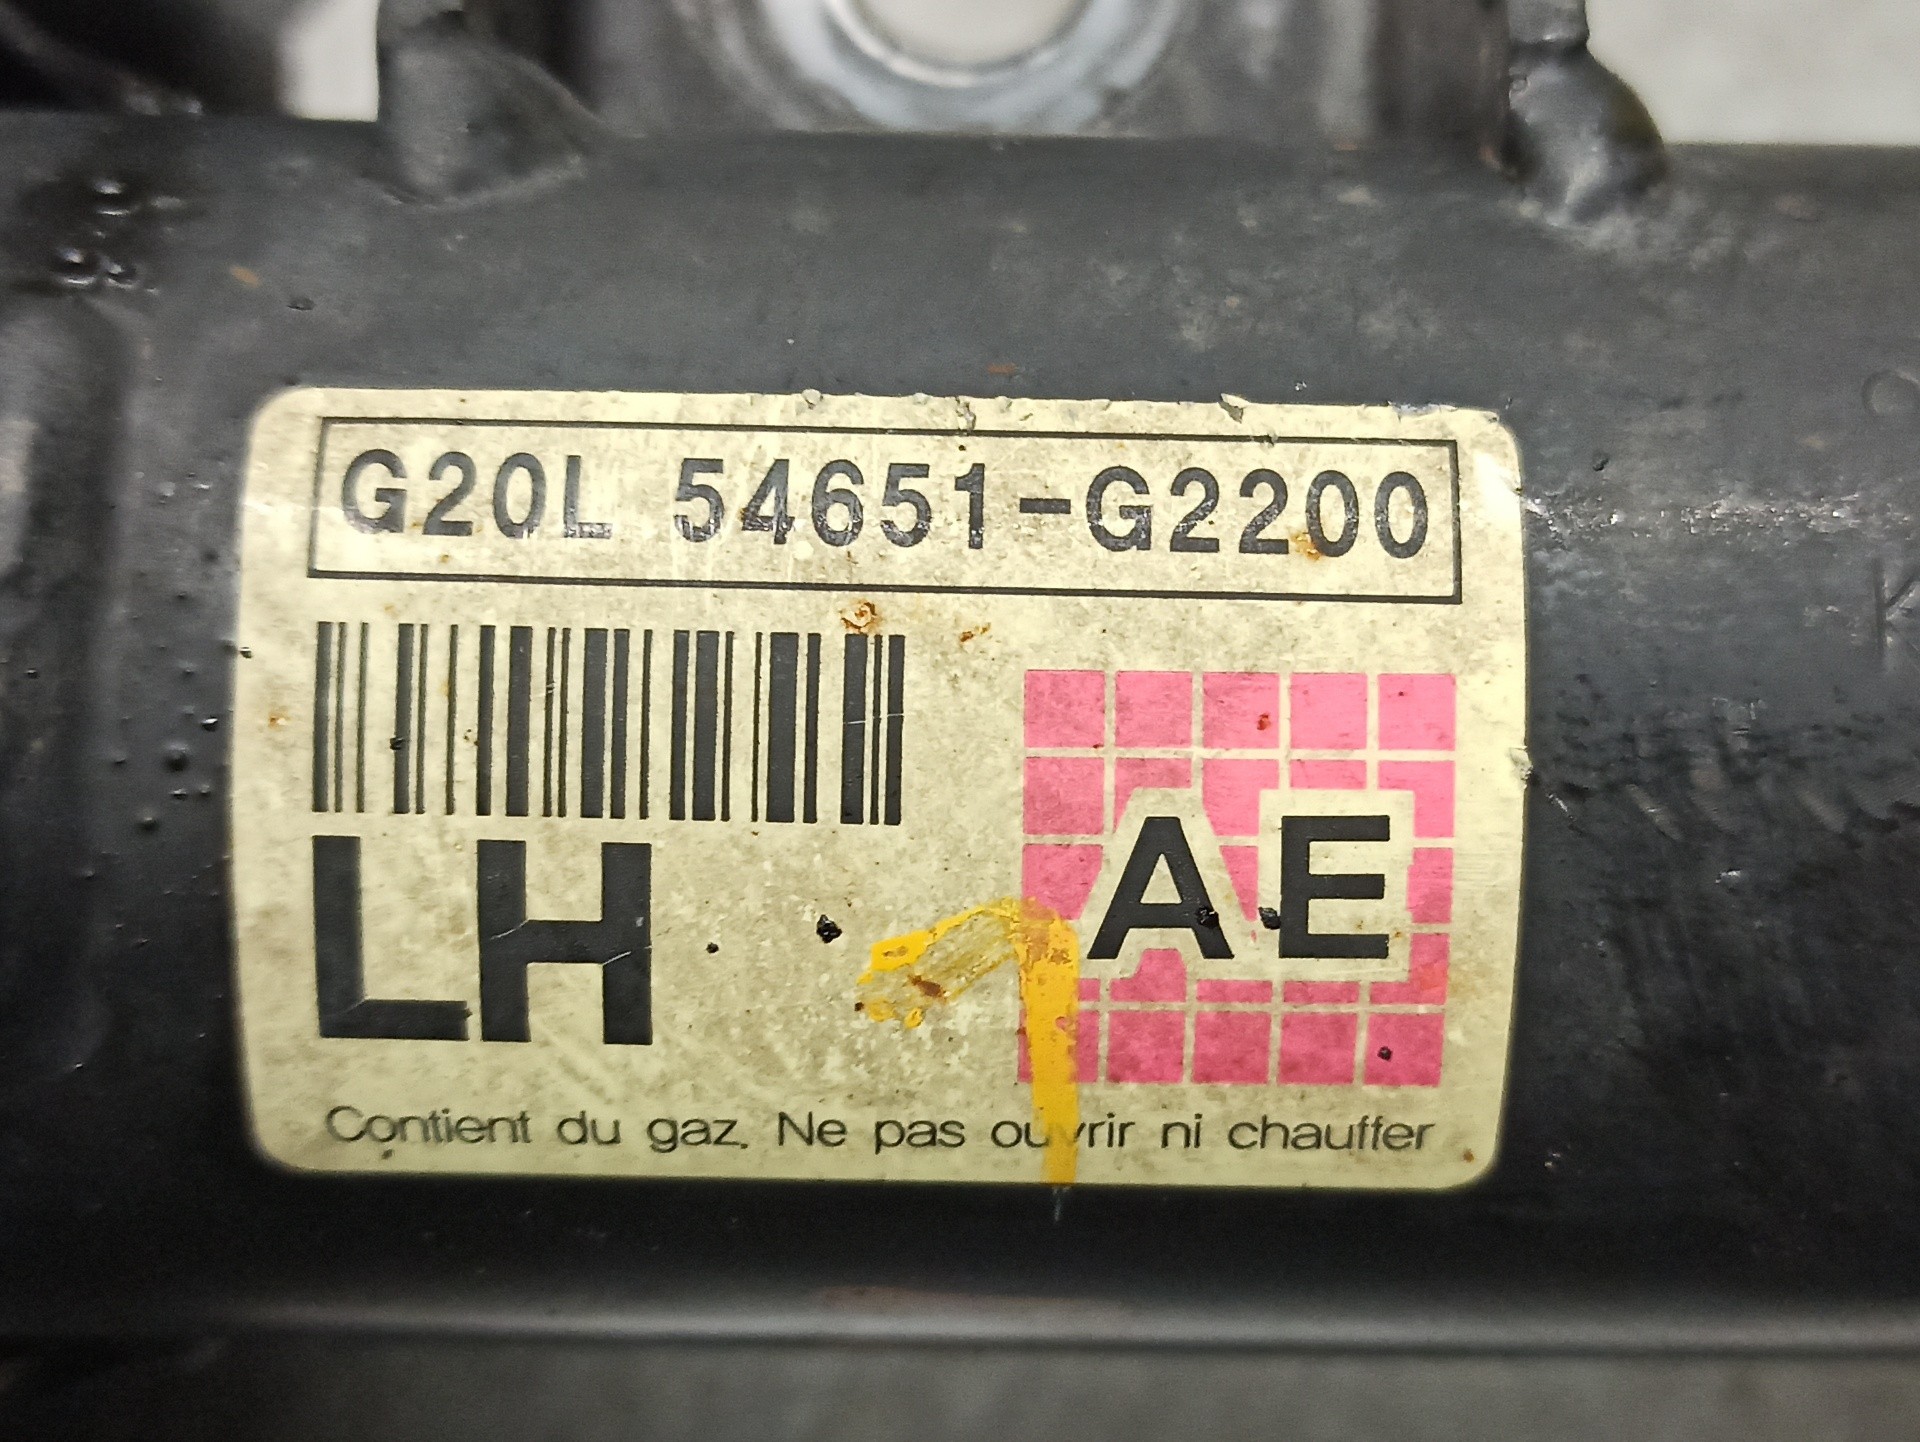 G20L 54651-G2200
LH
AE
Contient du gaz. Ne pas ouvrir ni chauffer